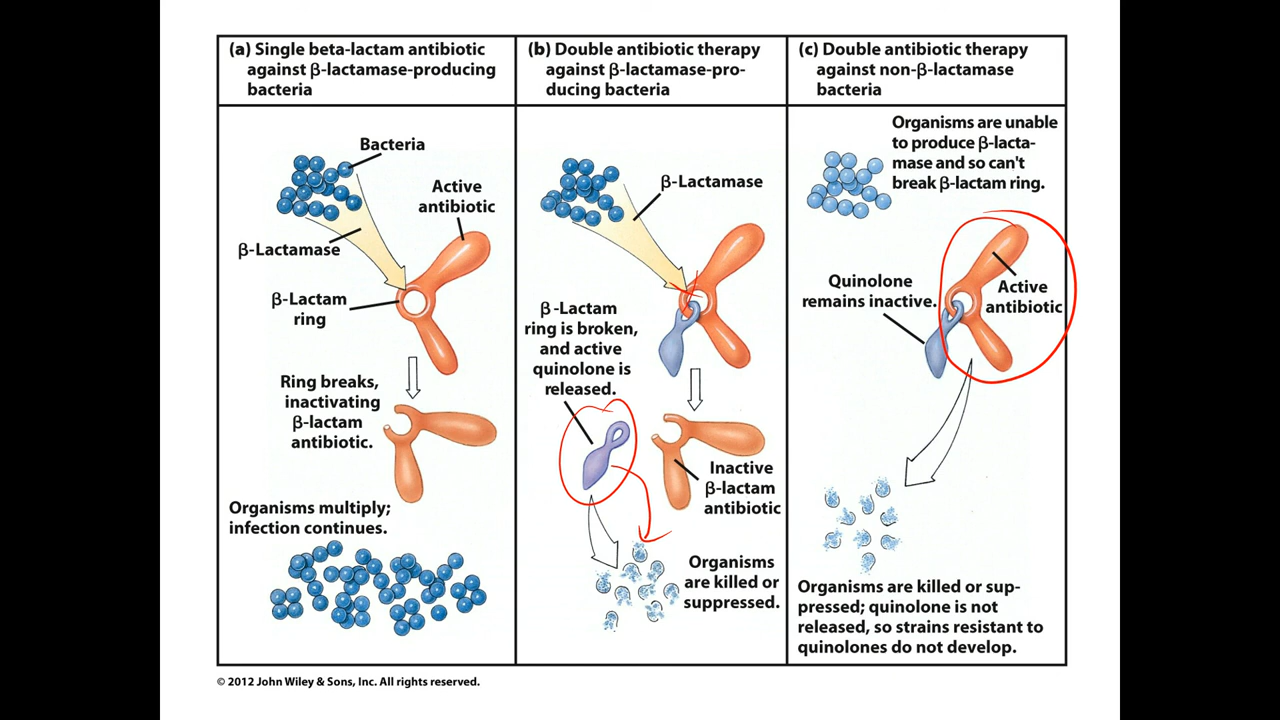 (a) Single beta-lactam antibiotic
against β-lactamase-producing
bacteria
(b) Double antibiotic therapy
against β-lactamase-pro-
ducing bacteria
(c) Double antibiotic therapy
against non-β-lactamase
bacteria
Bacteria
Active
antibiotic
β-Lactamase
β-Lactam
ring
Ring breaks,
inactivating
β-lactam
antibiotic.
Organisms multiply;
infection continues.
β-Lactamase
β-Lactam
ring is broken,
and active
quinolone is
released.
Inactive
β-lactam
antibiotic
Organisms
are killed or
suppressed.
Organisms are unable
to produce β-lacta-
mase and so can't
break β-lactam ring.
Quinolone
remains inactive.
Active
antibiotic
Organisms are killed or sup-
pressed; quinolone is not
released, so strains resistant to
quinolones do not develop.
© 2012 John Wiley & Sons, Inc. All rights reserved.